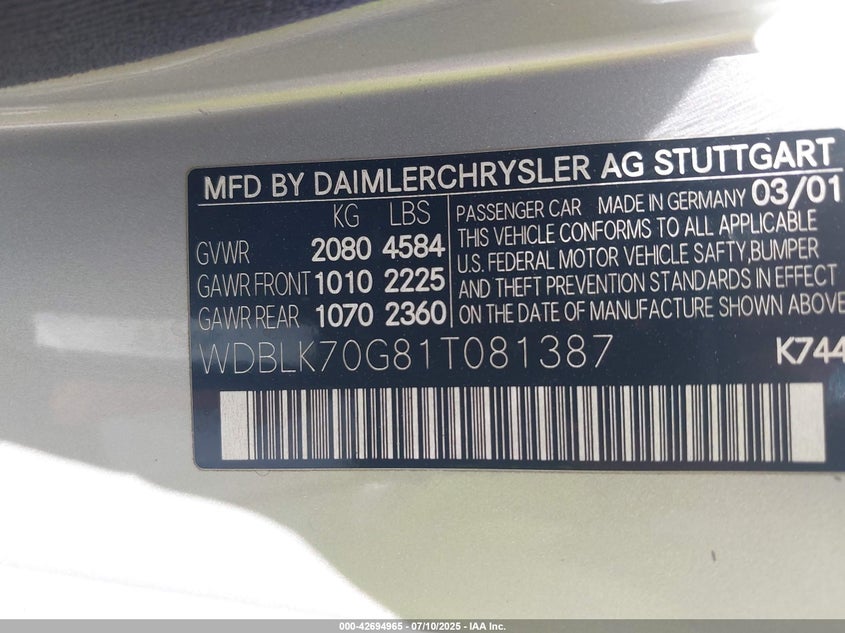 MFD BY DAIMLERCHRYSLER AG STUTTGART
KG LBS
GVWR 2080 4584
GAWR FRONT 1010 2225
GAWR REAR 1070 2360
PASSENGER CAR MADE IN GERMANY 03/01
THIS VEHICLE CONFORMS TO ALL APPLICABLE
U.S. FEDERAL MOTOR VEHICLE SAFTY,BUMPER
AND THEFT PREVENTION STANDARDS IN EFFECT
ON THE DATE OF MANUFACTURE SHOWN ABOVE
WDBLK70G81T081387 K744
000-42694965 - 07/10/2025 - IAA Inc.